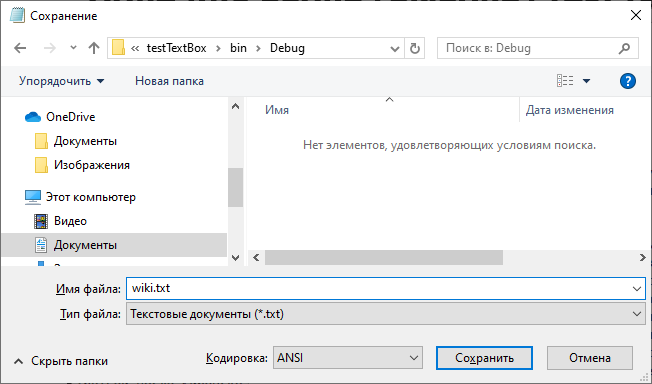 Сохранение
« testTextBox › bin › Debug
Поиск в: Debug
Упорядочить Новая папка
OneDrive
Документы
Изображения
Этот компьютер
Видео
Документы
Имя Дата изменения
Нет элементов, удовлетворяющих условиям поиска.
Имя файла: wiki.txt
Тип файла: Текстовые документы (*.txt)
Скрыть папки Кодировка: ANSI Сохранить Отмена